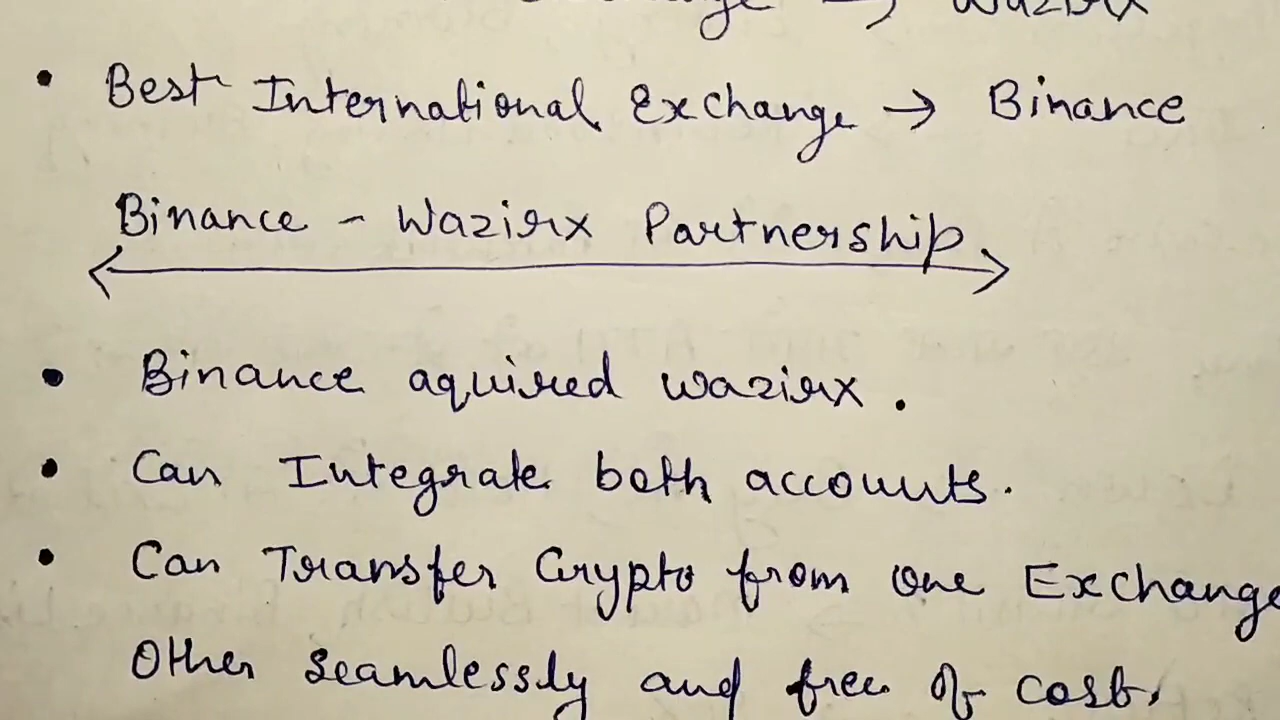 → Wazirx
• Best International Exchange → Binance
Binance - Wazirx Partnership.
• Binance aquired wazirx.
• Can Integrate both accounts.
• Can Transfer Crypto from one Exchange
Other seamlessly and free of cost.